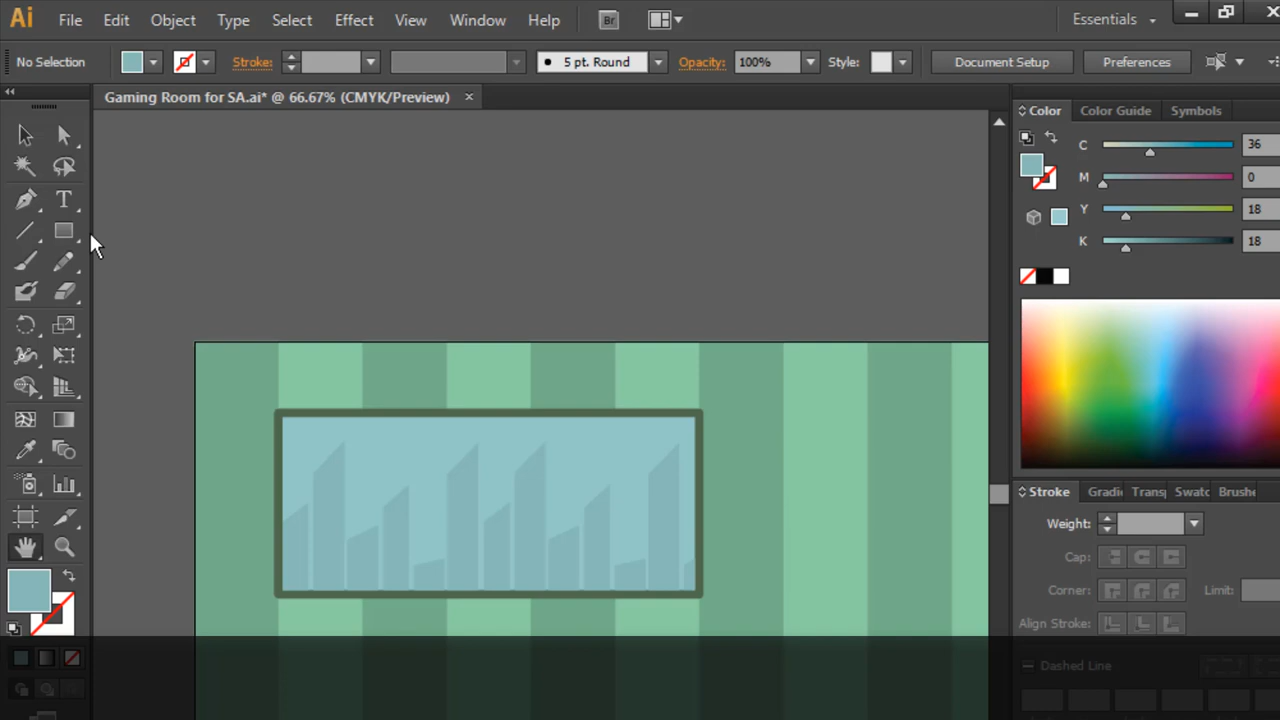 Ai File Edit Object Type Select Effect View Window Help Br Essentials
No Selection Stroke: 5 pt. Round Opacity: 100% Style: Document Setup Preferences
Gaming Room for SA.ai* @ 66.67% (CMYK/Preview) ×
Color Color Guide Symbols
C 36
M 0
Y 18
K 18
Stroke Gradi Transp Swatc Brushe
Weight:
Cap:
Corner: Limit:
Align Stroke:
Dashed Line